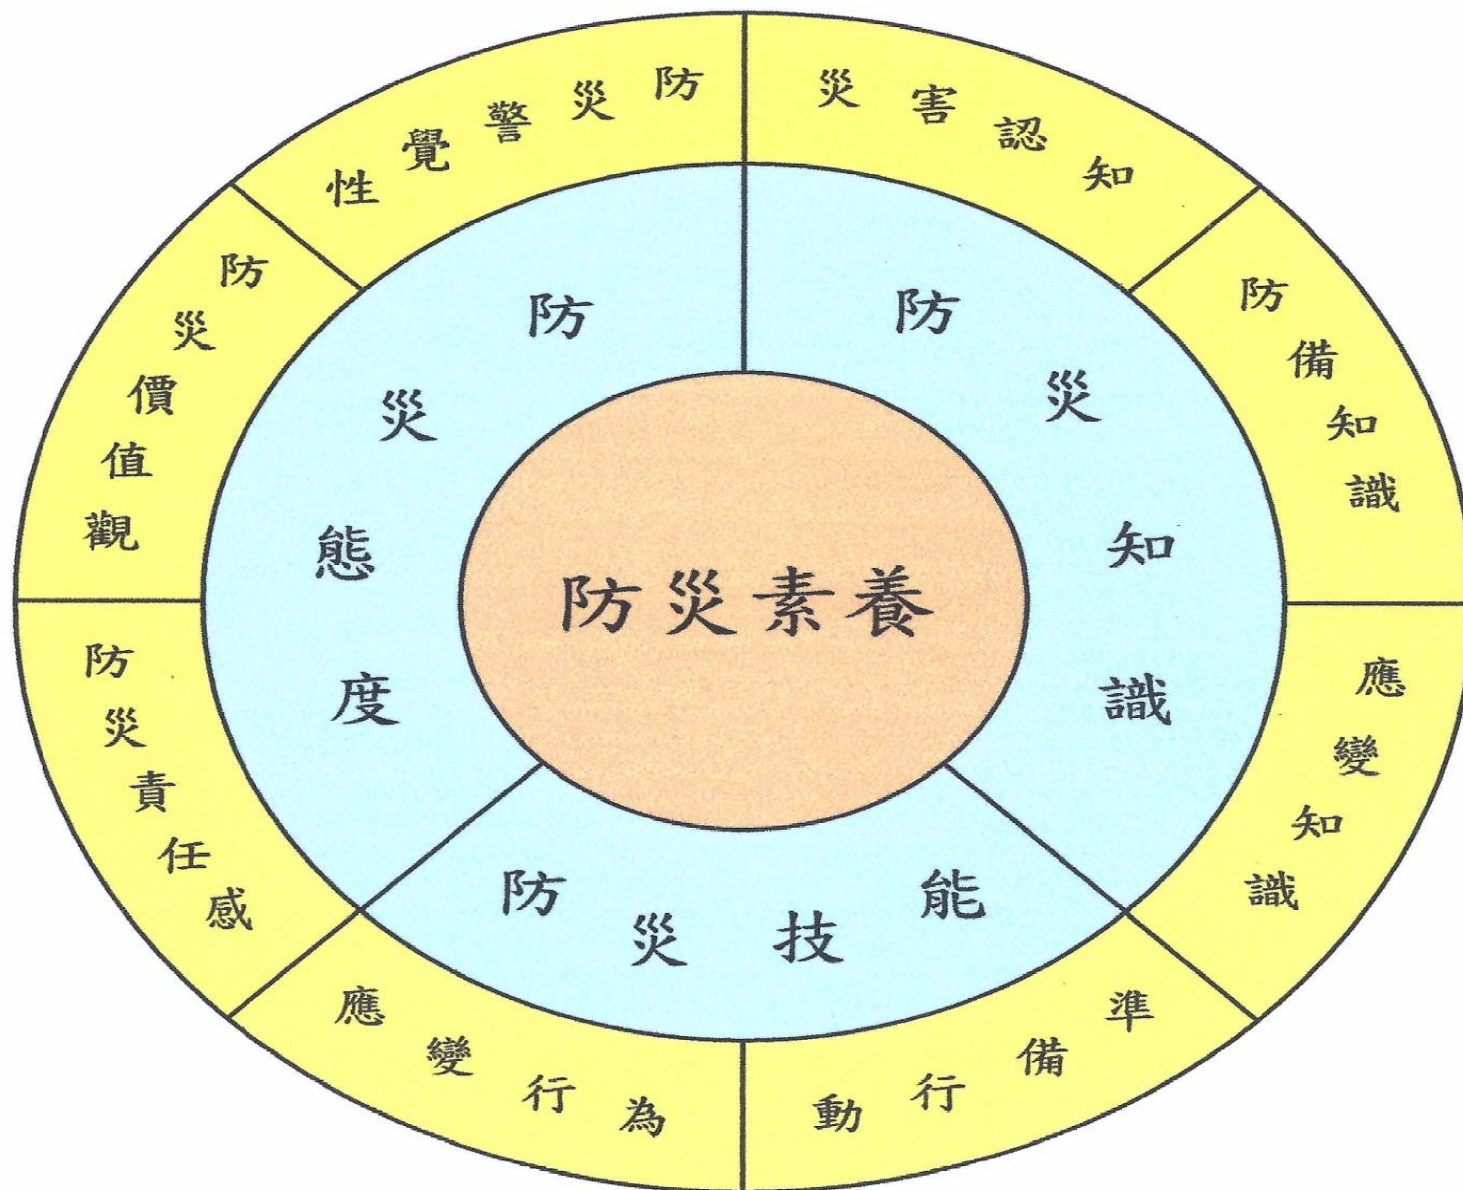 防災素養
防災知識
防災技能
防災態度
災害認知
防備知識
應變知識
準備行動
應變行為
防災責任感
防災價值觀
防災警覺性